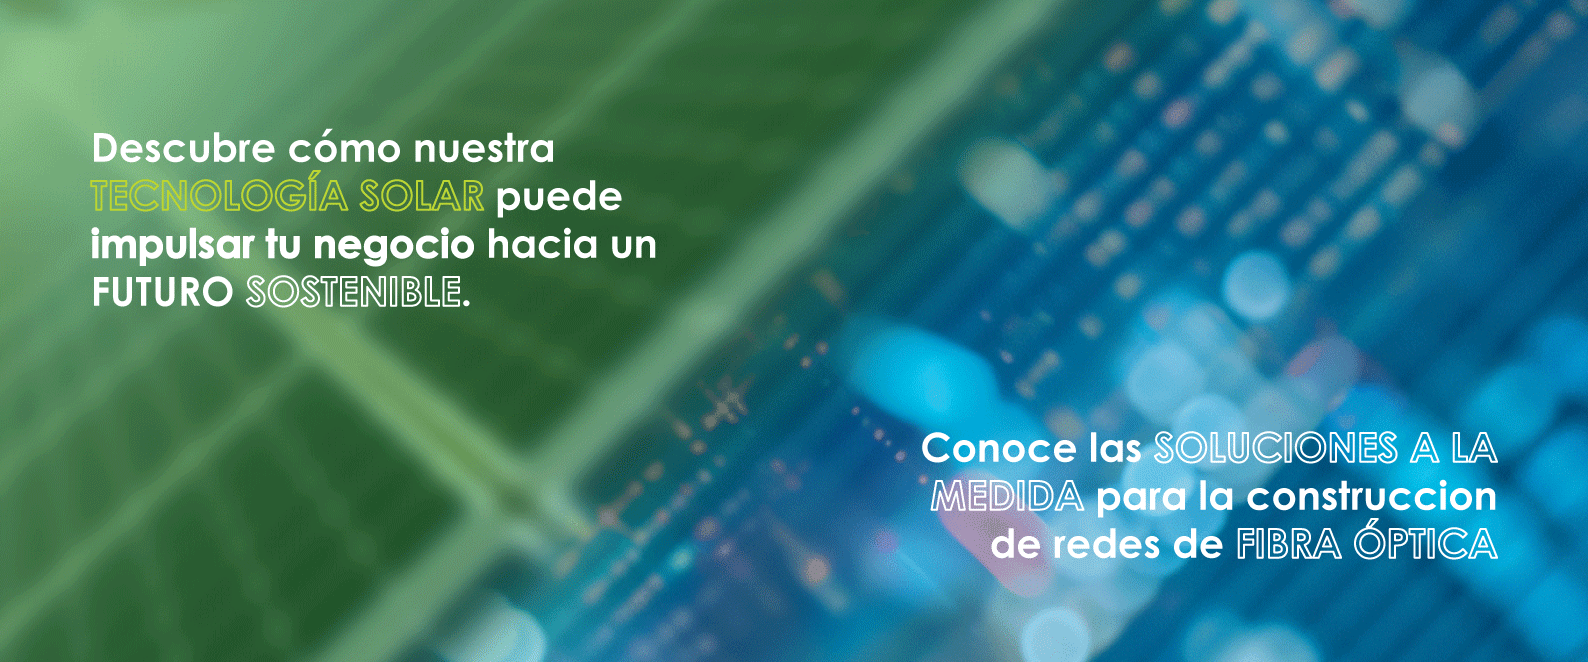 Descubre cómo nuestra
TECNOLOGÍA SOLAR puede
impulsar tu negocio hacia un
FUTURO SOSTENIBLE.
Conoce las SOLUCIONES A LA
MEDIDA para la construccion
de redes de FIBRA ÓPTICA